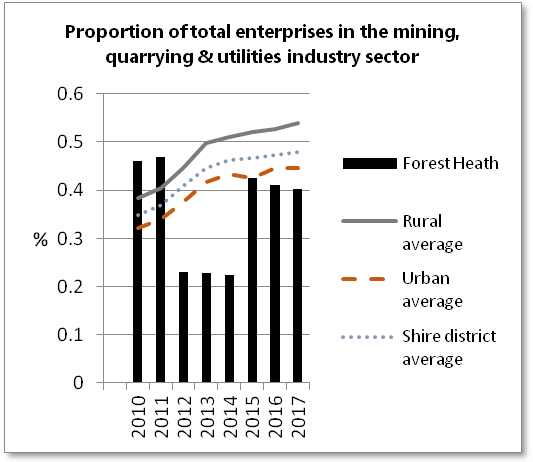 Proportion of total enterprises in the mining,
quarrying & utilities industry sector
0.6
0.5
0.4
0.3
0.2
0.1
0
%
2010
2011
2012
2013
2014
2015
2016
2017
Forest Heath
Rural
average
Urban
average
Shire district
average